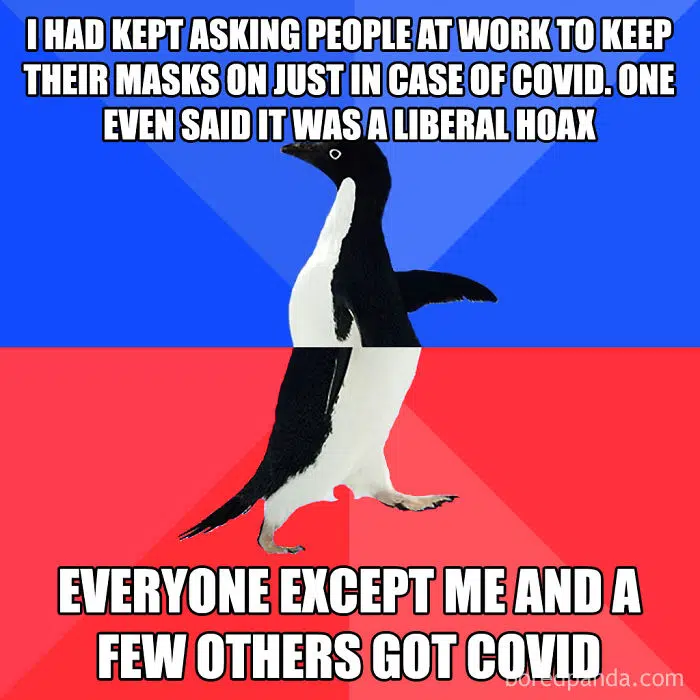 I HAD KEPT ASKING PEOPLE AT WORK TO KEEP
THEIR MASKS ON JUST IN CASE OF COVID. ONE
EVEN SAID IT WAS A LIBERAL HOAX
EVERYONE EXCEPT ME AND A
FEW OTHERS GOT COVID
boredpanda.com